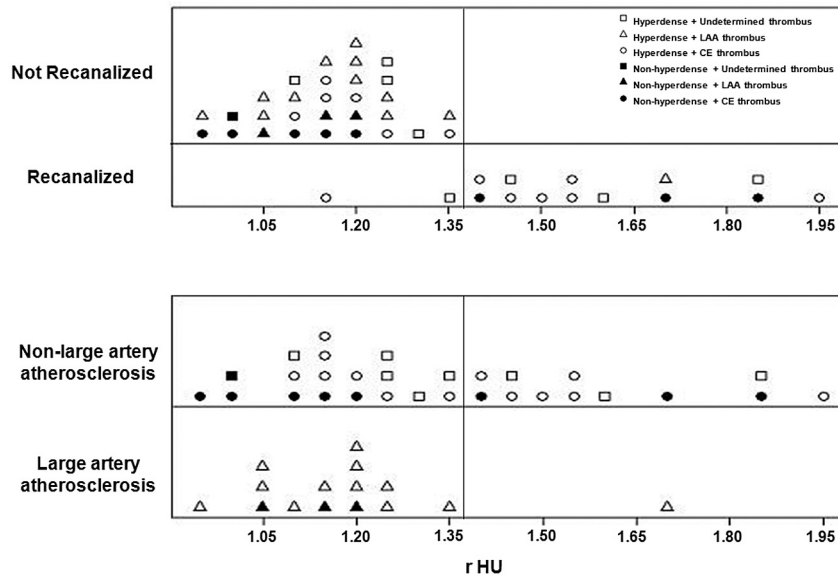 Not Recanalized
□ Hyperdense + Undetermined thrombus
△ Hyperdense + LAA thrombus
○ Hyperdense + CE thrombus
■ Non-hyperdense + Undetermined thrombus
▲ Non-hyperdense + LAA thrombus
● Non-hyperdense + CE thrombus
Recanalized
1.05 1.20 1.35 1.50 1.65 1.80 1.95
Non-large artery
atherosclerosis
Large artery
atherosclerosis
1.05 1.20 1.35 1.50 1.65 1.80 1.95
r HU